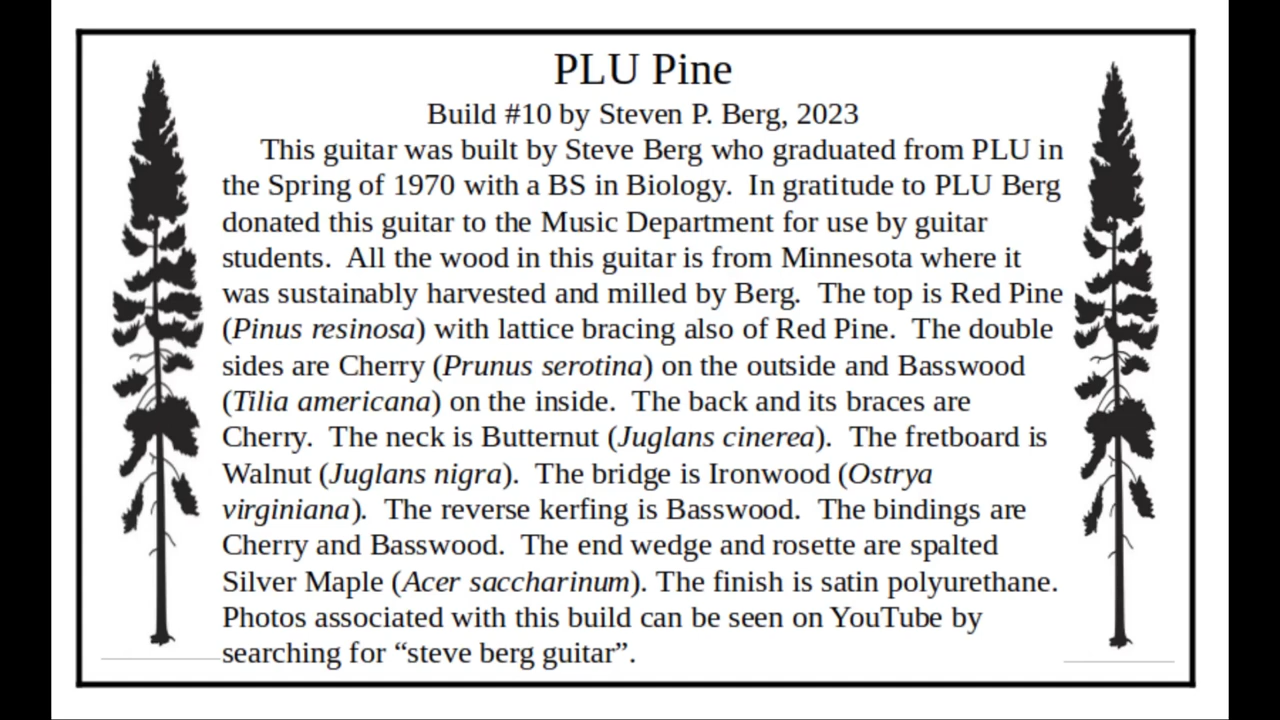 PLU Pine
Build #10 by Steven P. Berg, 2023
This guitar was built by Steve Berg who graduated from PLU in
the Spring of 1970 with a BS in Biology.  In gratitude to PLU Berg
donated this guitar to the Music Department for use by guitar
students.  All the wood in this guitar is from Minnesota where it
was sustainably harvested and milled by Berg.  The top is Red Pine
(Pinus resinosa) with lattice bracing also of Red Pine.  The double
sides are Cherry (Prunus serotina) on the outside and Basswood
(Tilia americana) on the inside.  The back and its braces are
Cherry.  The neck is Butternut (Juglans cinerea).  The fretboard is
Walnut (Juglans nigra).  The bridge is Ironwood (Ostrya
virginiana).  The reverse kerfing is Basswood.  The bindings are
Cherry and Basswood.  The end wedge and rosette are spalted
Silver Maple (Acer saccharinum). The finish is satin polyurethane.
Photos associated with this build can be seen on YouTube by
searching for “steve berg guitar”.